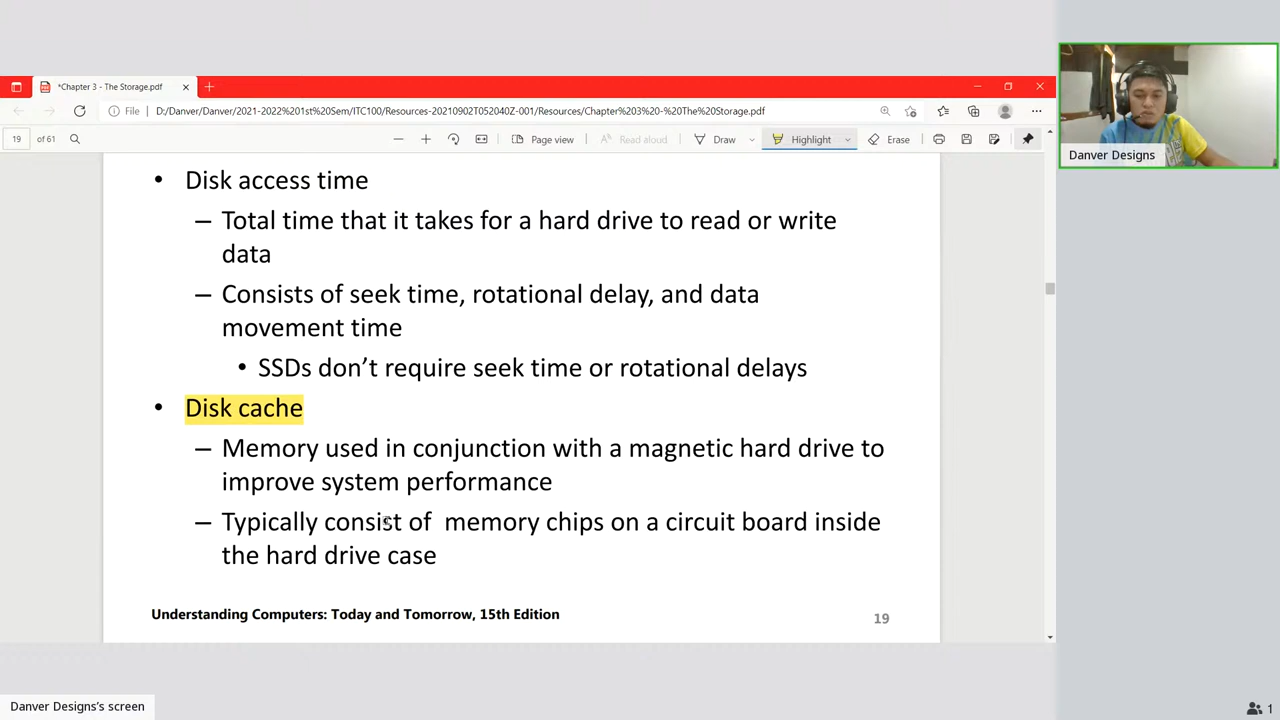 *Chapter 3 - The Storage.pdf
File D:/Danver/Danver/2021-2022%201st%20Sem/ITC100/Resources-20210902T052040Z-001/Resources/Chapter%203%20-%20The%20Storage.pdf
19 of 61 Page view Read aloud Draw Highlight Erase
• Disk access time
– Total time that it takes for a hard drive to read or write
data
– Consists of seek time, rotational delay, and data
movement time
• SSDs don’t require seek time or rotational delays
• Disk cache
– Memory used in conjunction with a magnetic hard drive to
improve system performance
– Typically consist of memory chips on a circuit board inside
the hard drive case
Understanding Computers: Today and Tomorrow, 15th Edition
19
Danver Designs
Danver Designs's screen
1